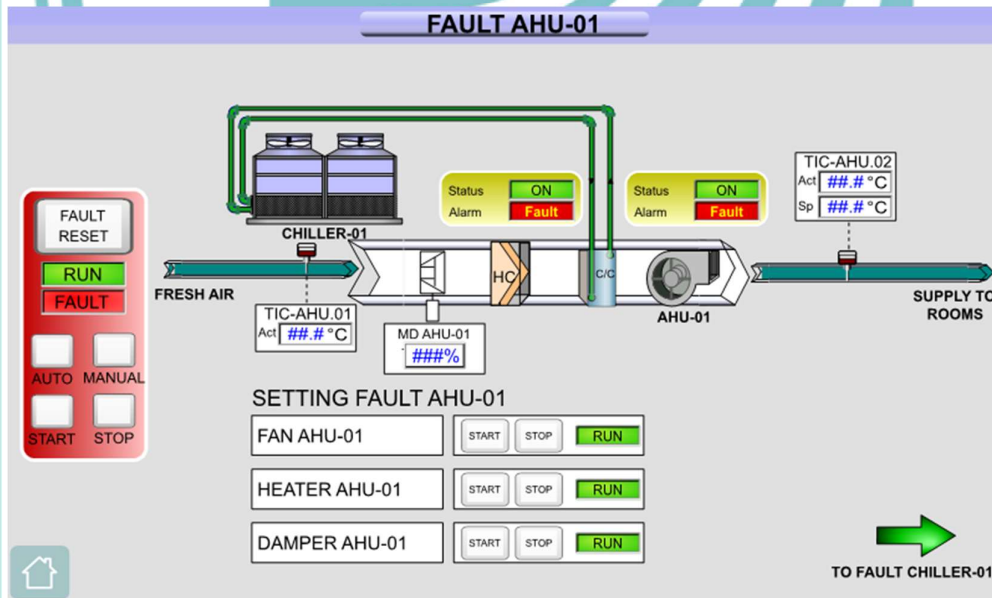 FAULT AHU-01
TIC-AHU.02
Act ##.# °C
Sp ##.# °C
Status ON
Alarm Fault
Status ON
Alarm Fault
FAULT
RESET
RUN
FAULT
AUTO MANUAL
START STOP
CHILLER-01
FRESH AIR
HC
C/C
AHU-01
SUPPLY TO
ROOMS
TIC-AHU.01
Act ##.# °C
MD AHU-01
###%
SETTING FAULT AHU-01
FAN AHU-01 START STOP RUN
HEATER AHU-01 START STOP RUN
DAMPER AHU-01 START STOP RUN
TO FAULT CHILLER-01